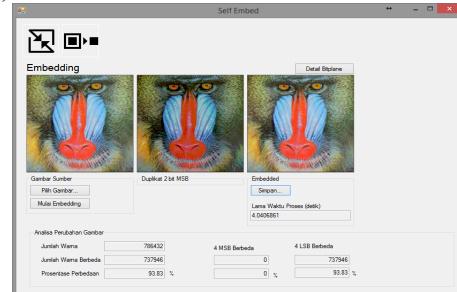 Self Embed
Embedding
Detail Bitplane
Gambar Sumber
Duplikat 2 bit MSB
Embedded
Pilih Gambar...
Simpan...
Mulai Embedding
Lama Waktu Proses (detik)
4.0406861
Analisa Perubahan Gambar
Jumlah Warna 786432
4 MSB Berbeda 4 LSB Berbeda
Jumlah Warna Berbeda 737946 0 737946
Prosentase Perbedaan 93.83 % 0 % 93.83 %